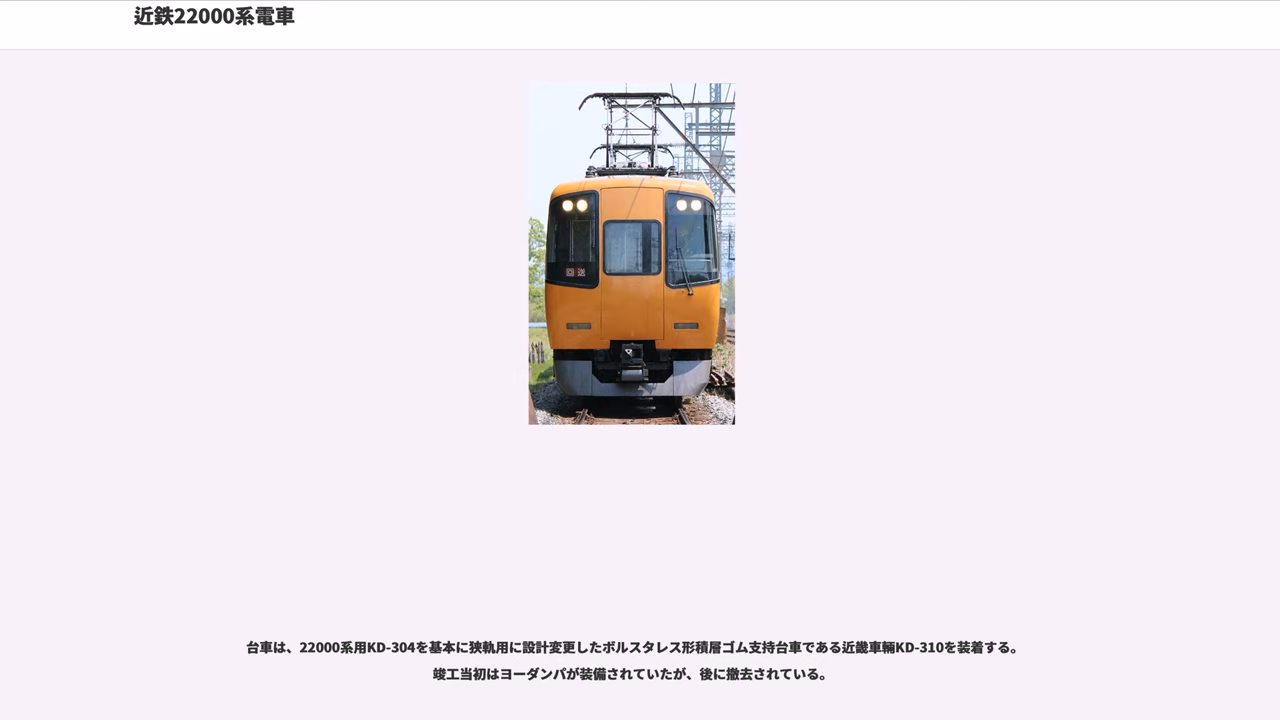 近鉄22000系電車
回送
台車は、22000系用KD-304を基本に狭軌用に設計変更したボルスタレス形積層ゴム支持台車である近畿車輛KD-310を装着する。
竣工当初はヨーダンパが装備されていたが、後に撤去されている。